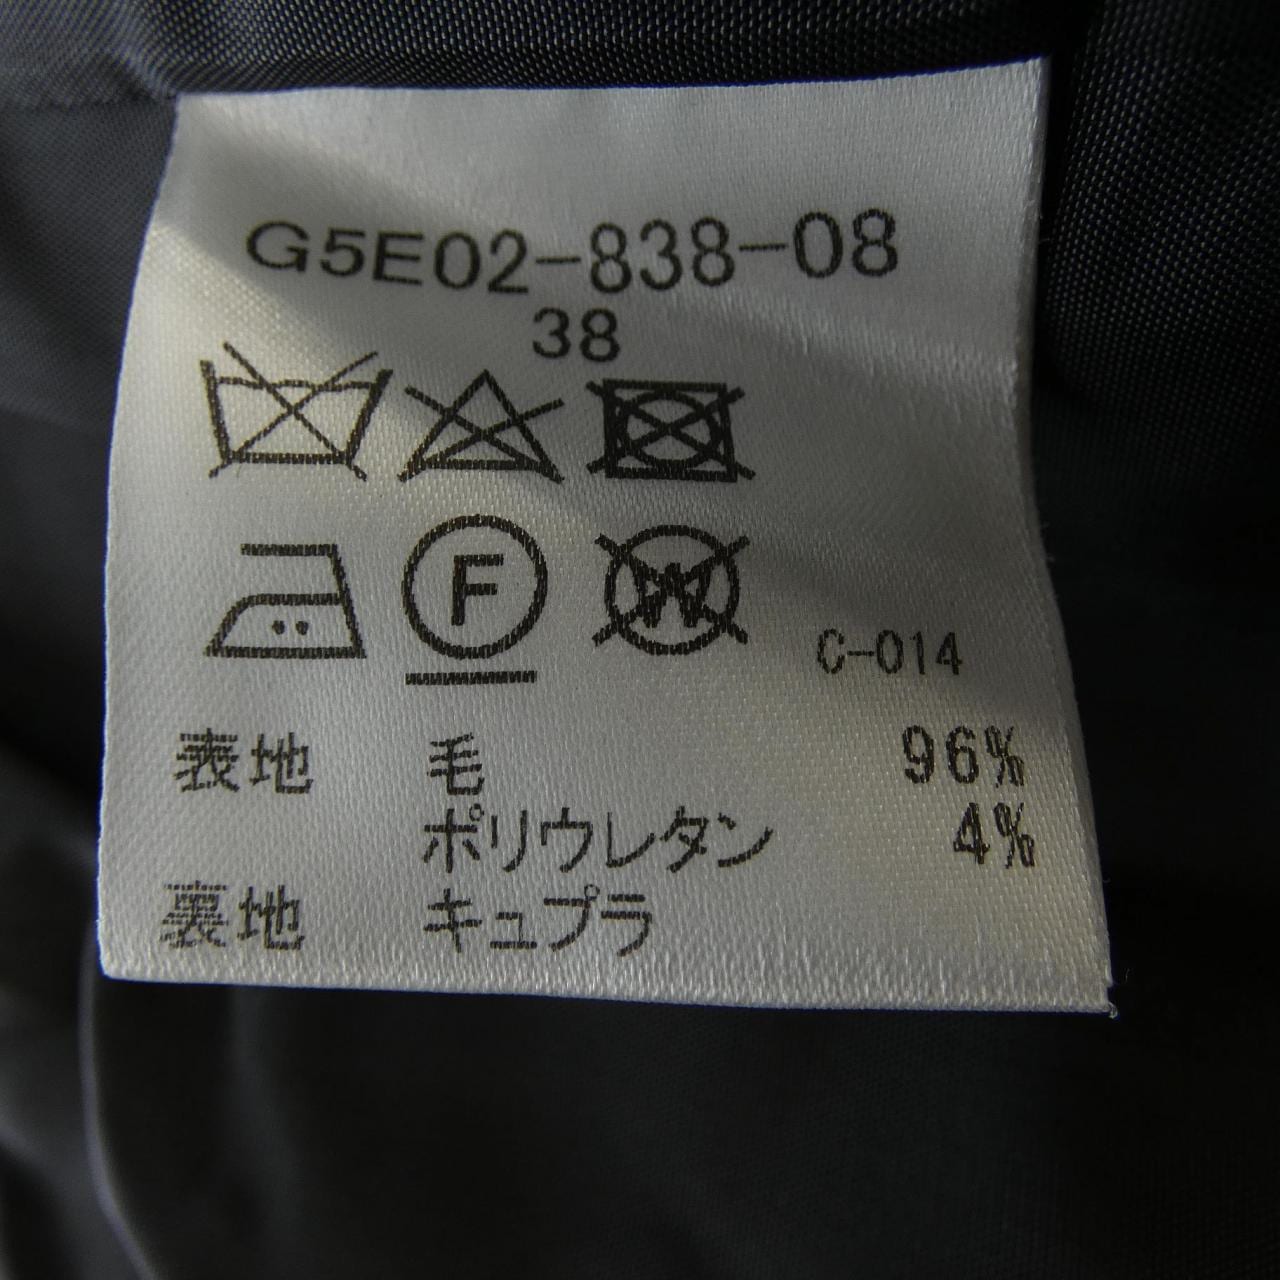 G5E02-838-08
38
F
W
C-014
表地 毛 96%
ポリウレタン 4%
裏地 キュプラ